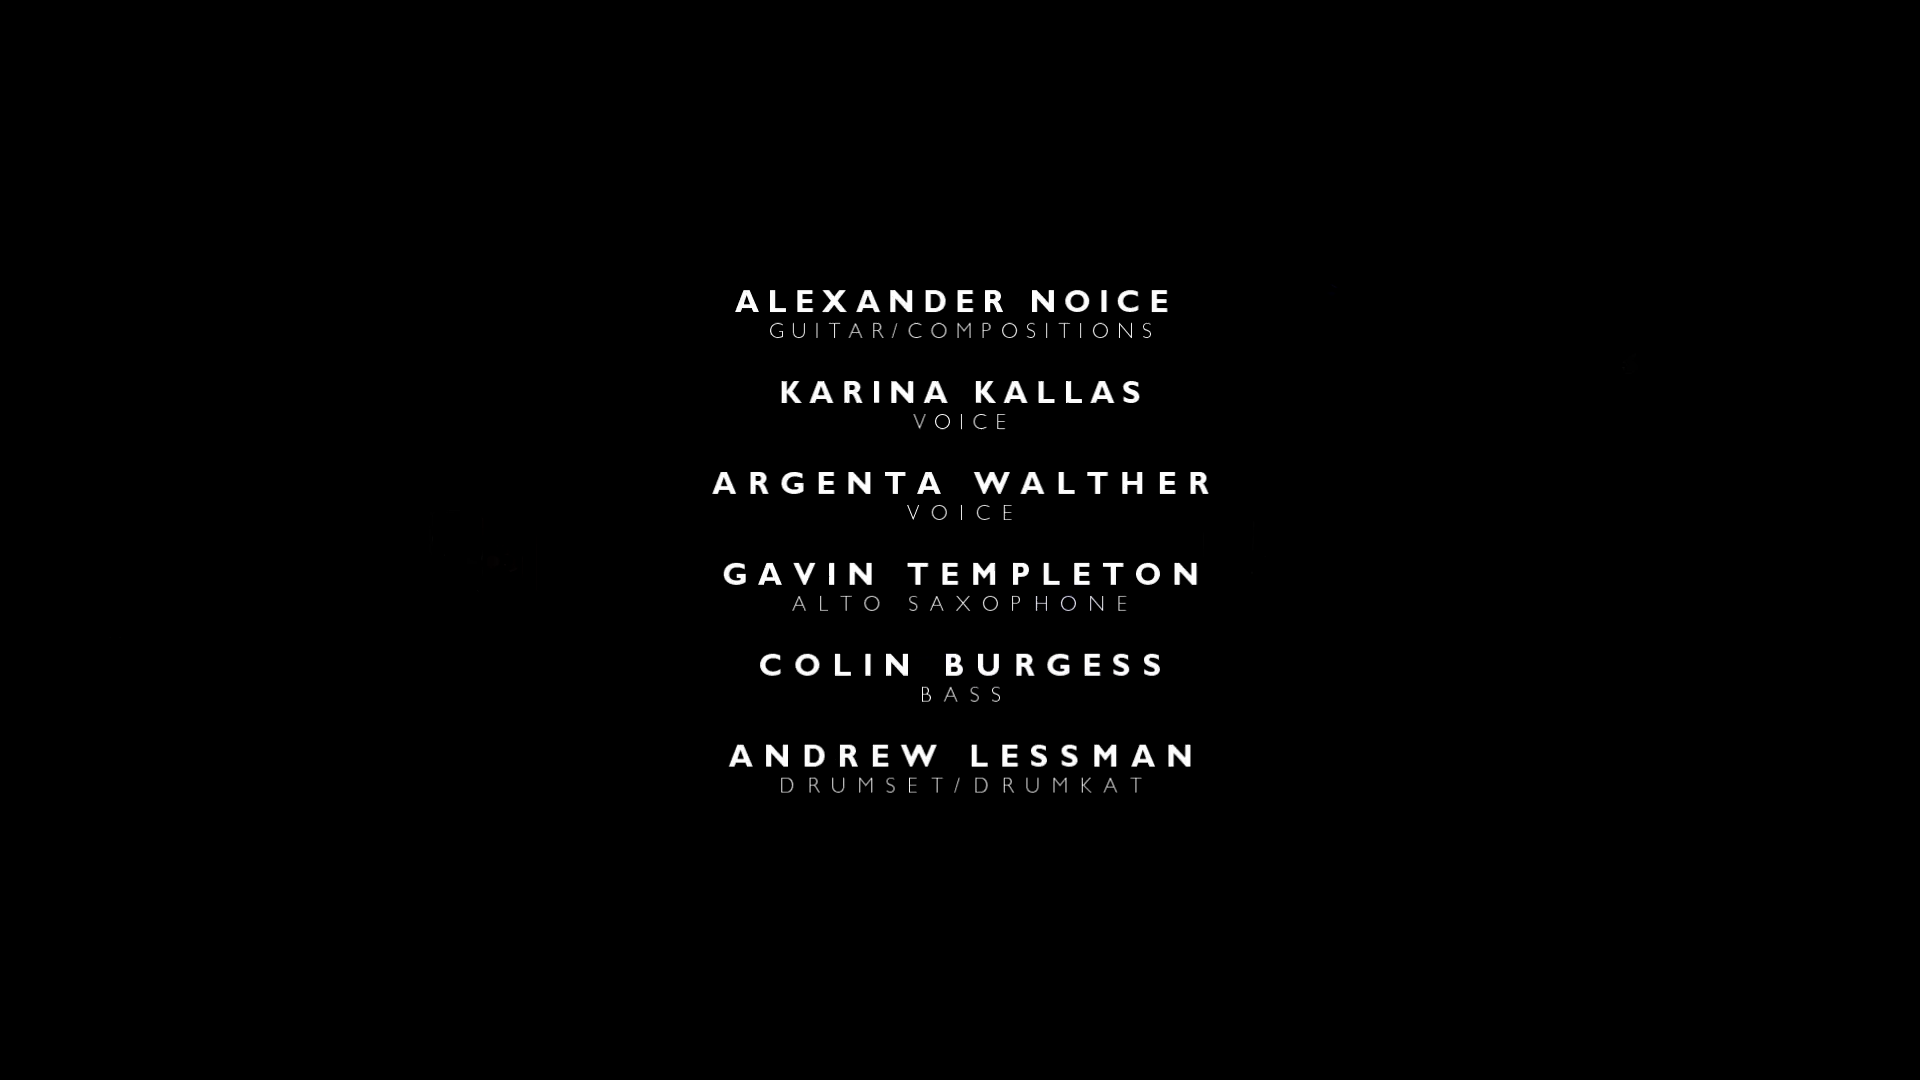 ALEXANDER NOICE
GUITAR/COMPOSITIONS
KARINA KALLAS
VOICE
ARGENTA WALTHER
VOICE
GAVIN TEMPLETON
ALTO SAXOPHONE
COLIN BURGESS
BASS
ANDREW LESSMAN
DRUMSET/DRUMKAT